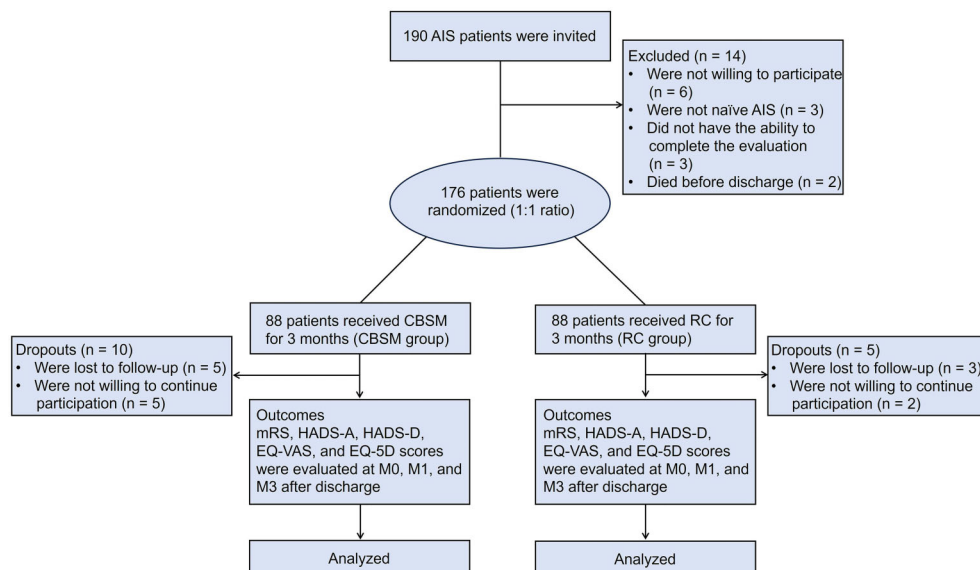 190 AIS patients were invited
Excluded (n = 14)
• Were not willing to participate
(n = 6)
• Were not naïve AIS (n = 3)
• Did not have the ability to
complete the evaluation
(n = 3)
• Died before discharge (n = 2)
176 patients were
randomized (1:1 ratio)
88 patients received CBSM
for 3 months (CBSM group)
88 patients received RC for
3 months (RC group)
Dropouts (n = 10)
• Were lost to follow-up (n = 5)
• Were not willing to continue
participation (n = 5)
Dropouts (n = 5)
• Were lost to follow-up (n = 3)
• Were not willing to continue
participation (n = 2)
Outcomes
mRS, HADS-A, HADS-D,
EQ-VAS, and EQ-5D scores
were evaluated at M0, M1, and
M3 after discharge
Outcomes
mRS, HADS-A, HADS-D,
EQ-VAS, and EQ-5D scores
were evaluated at M0, M1, and
M3 after discharge
Analyzed
Analyzed